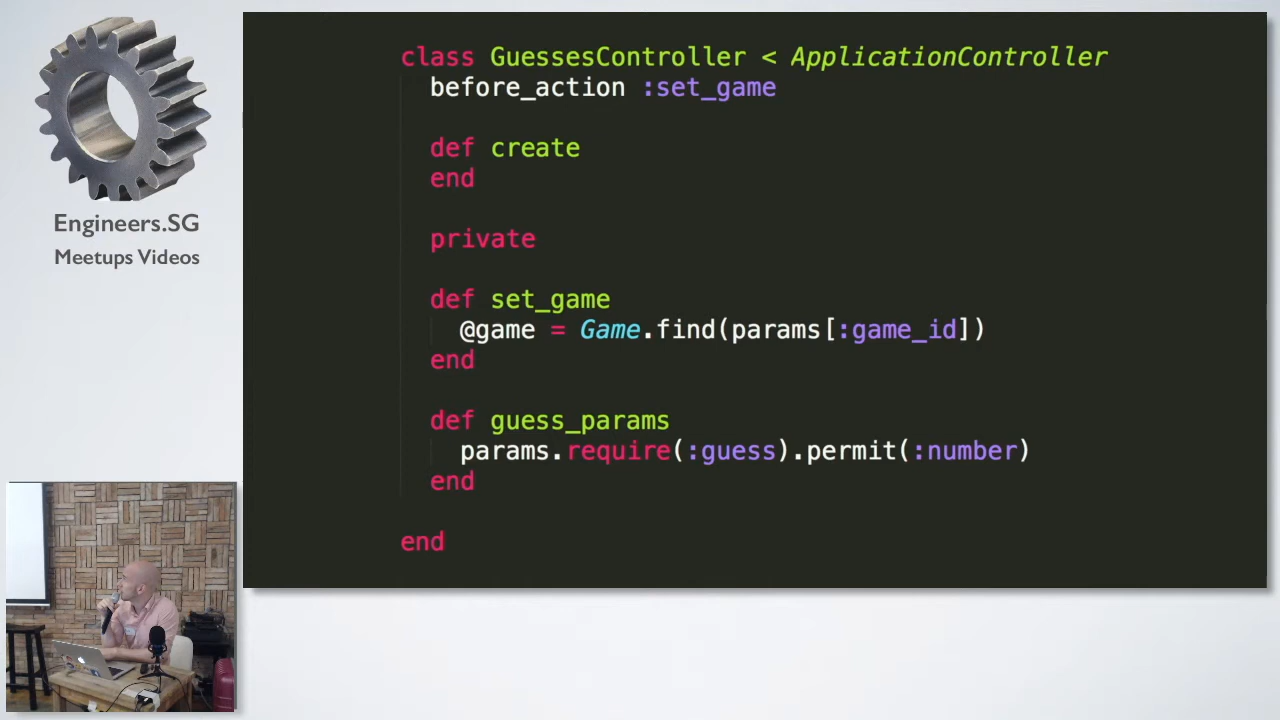 Engineers.SG
Meetups Videos
class GuessesController < ApplicationController
before_action :set_game
def create
end
private
def set_game
@game = Game.find(params[:game_id])
end
def guess_params
params.require(:guess).permit(:number)
end
end